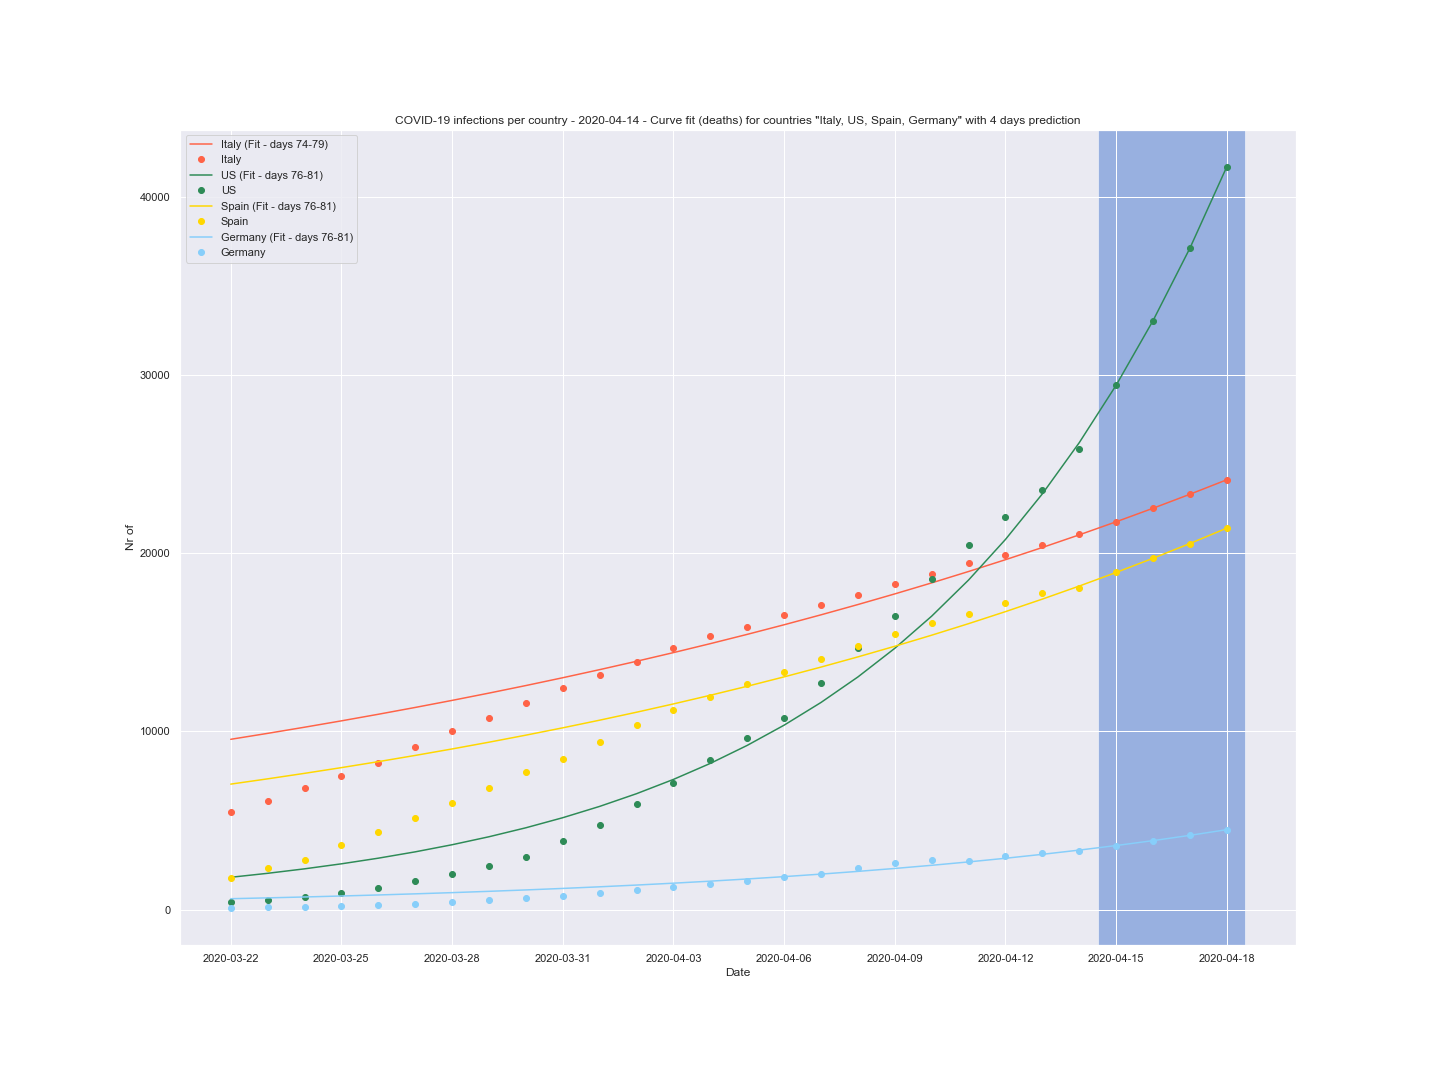 COVID-19 infections per country - 2020-04-14 - Curve fit (deaths) for countries "Italy, US, Spain, Germany" with 4 days prediction
Italy (Fit - days 74-79)
Italy
US (Fit - days 76-81)
US
Spain (Fit - days 76-81)
Spain
Germany (Fit - days 76-81)
Germany
40000
30000
20000
10000
0
Nr of
2020-03-22 2020-03-25 2020-03-28 2020-03-31 2020-04-03 2020-04-06 2020-04-09 2020-04-12 2020-04-15 2020-04-18
Date